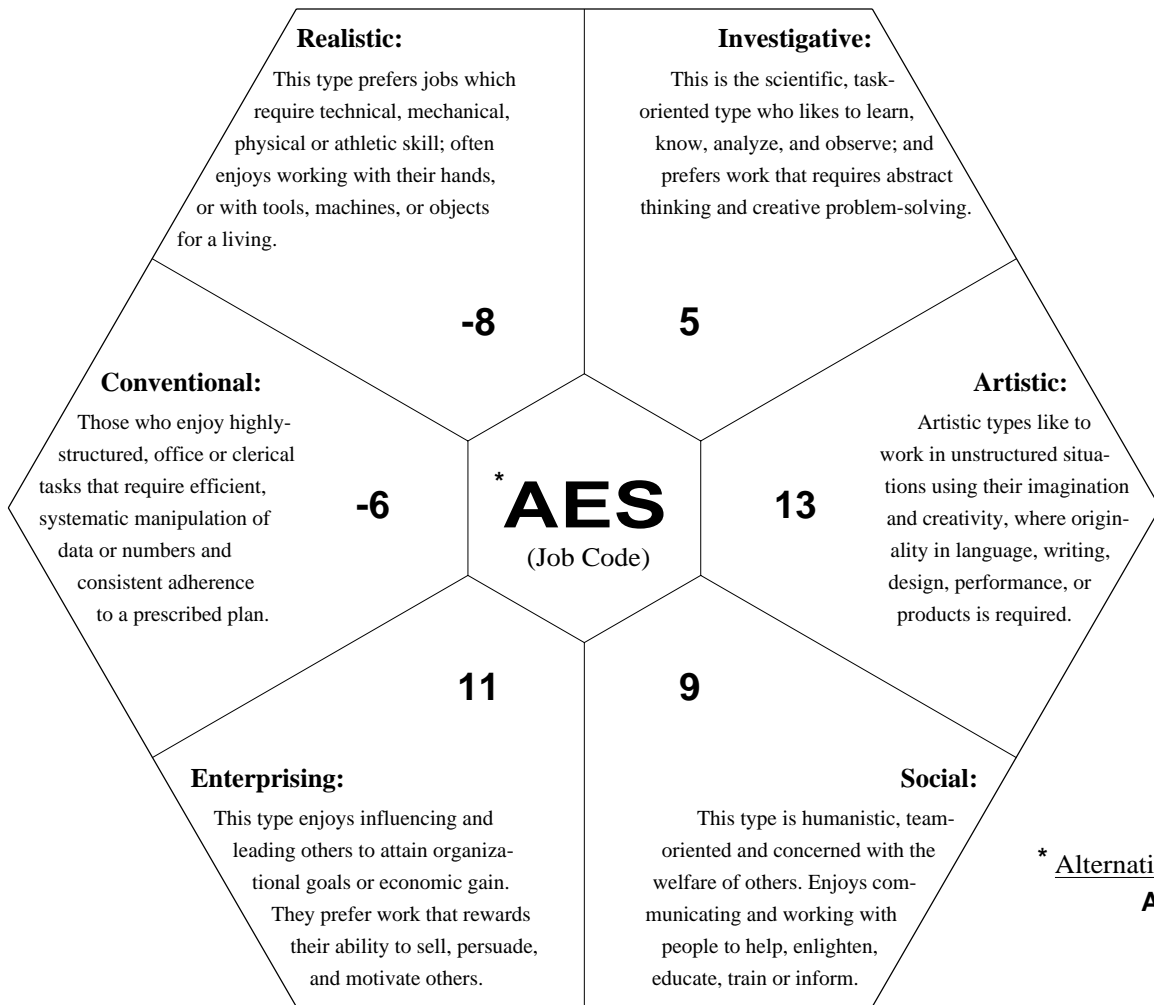 Realistic:
This type prefers jobs which
require technical, mechanical,
physical or athletic skill; often
enjoys working with their hands,
or with tools, machines, or objects
for a living.
-8
Investigative:
This is the scientific, task-
oriented type who likes to learn,
know, analyze, and observe; and
prefers work that requires abstract
thinking and creative problem-solving.
5
Conventional:
Those who enjoy highly-
structured, office or clerical
tasks that require efficient,
systematic manipulation of
data or numbers and
consistent adherence
to a prescribed plan.
-6
*AES
(Job Code)
13
Artistic:
Artistic types like to
work in unstructured situa-
tions using their imagination
and creativity, where origin-
ality in language, writing,
design, performance, or
products is required.
11
Enterprising:
This type enjoys influencing and
leading others to attain organiza-
tional goals or economic gain.
They prefer work that rewards
their ability to sell, persuade,
and motivate others.
9
Social:
This type is humanistic, team-
oriented and concerned with the
welfare of others. Enjoys com-
municating and working with
people to help, enlighten,
educate, train or inform.
* Alternati
A